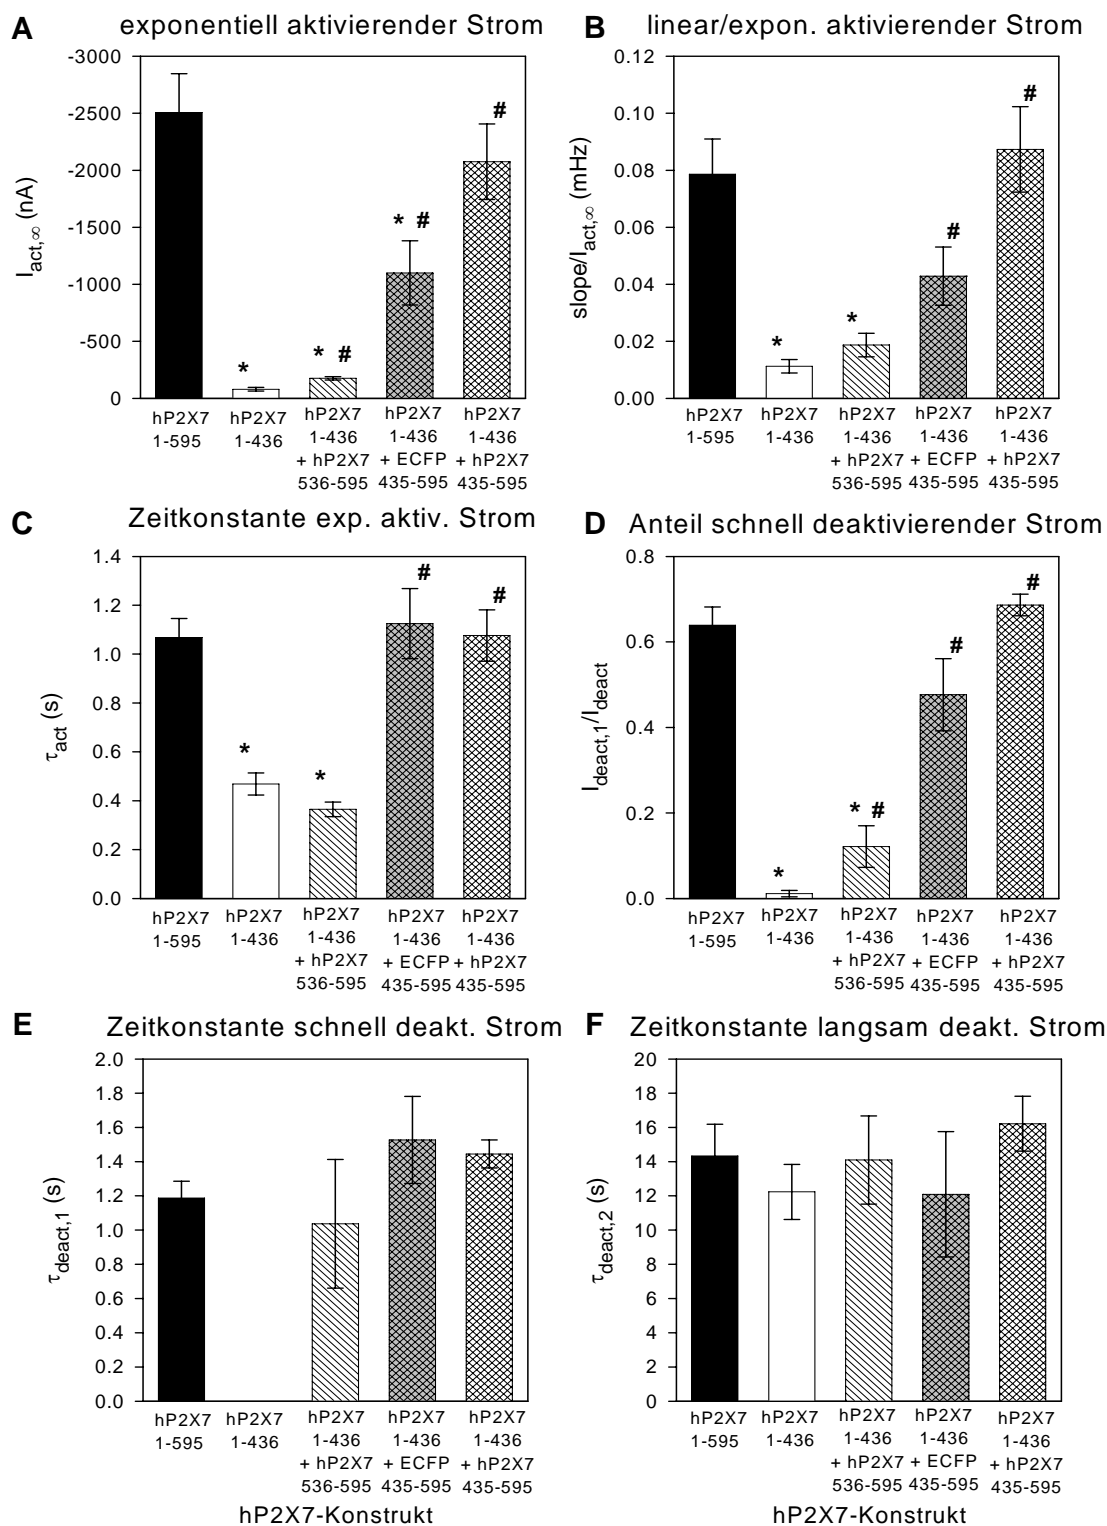 A exponentiell aktivierender Strom
I act,∞ (nA)
-3000
-2500
-2000
-1500
-1000
-500
0
*
* #
* #
#
hP2X7 1-595
hP2X7 1-436
hP2X7 1-436 + hP2X7 536-595
hP2X7 1-436 + ECFP 435-595
hP2X7 1-436 + hP2X7 435-595
B linear/expon. aktivierender Strom
slope/I act,∞ (mHz)
0.12
0.10
0.08
0.06
0.04
0.02
0.00
*
*
#
#
hP2X7 1-595
hP2X7 1-436
hP2X7 1-436 + hP2X7 536-595
hP2X7 1-436 + ECFP 435-595
hP2X7 1-436 + hP2X7 435-595
C Zeitkonstante exp. aktiv. Strom
τ act (s)
1.4
1.2
1.0
0.8
0.6
0.4
0.2
0.0
*
*
#
#
hP2X7 1-595
hP2X7 1-436
hP2X7 1-436 + hP2X7 536-595
hP2X7 1-436 + ECFP 435-595
hP2X7 1-436 + hP2X7 435-595
D Anteil schnell deaktivierender Strom
I deact,1/I deact
0.8
0.6
0.4
0.2
0.0
*
* #
#
#
hP2X7 1-595
hP2X7 1-436
hP2X7 1-436 + hP2X7 536-595
hP2X7 1-436 + ECFP 435-595
hP2X7 1-436 + hP2X7 435-595
E Zeitkonstante schnell deakt. Strom
τ deact,1 (s)
2.0
1.8
1.6
1.4
1.2
1.0
0.8
0.6
0.4
0.2
0.0
hP2X7 1-595
hP2X7 1-436
hP2X7 1-436 + hP2X7 536-595
hP2X7 1-436 + ECFP 435-595
hP2X7 1-436 + hP2X7 435-595
hP2X7-Konstrukt
F Zeitkonstante langsam deakt. Strom
τ deact,2 (s)
20
18
16
14
12
10
8
6
4
2
0
hP2X7 1-595
hP2X7 1-436
hP2X7 1-436 + hP2X7 536-595
hP2X7 1-436 + ECFP 435-595
hP2X7 1-436 + hP2X7 435-595
hP2X7-Konstrukt